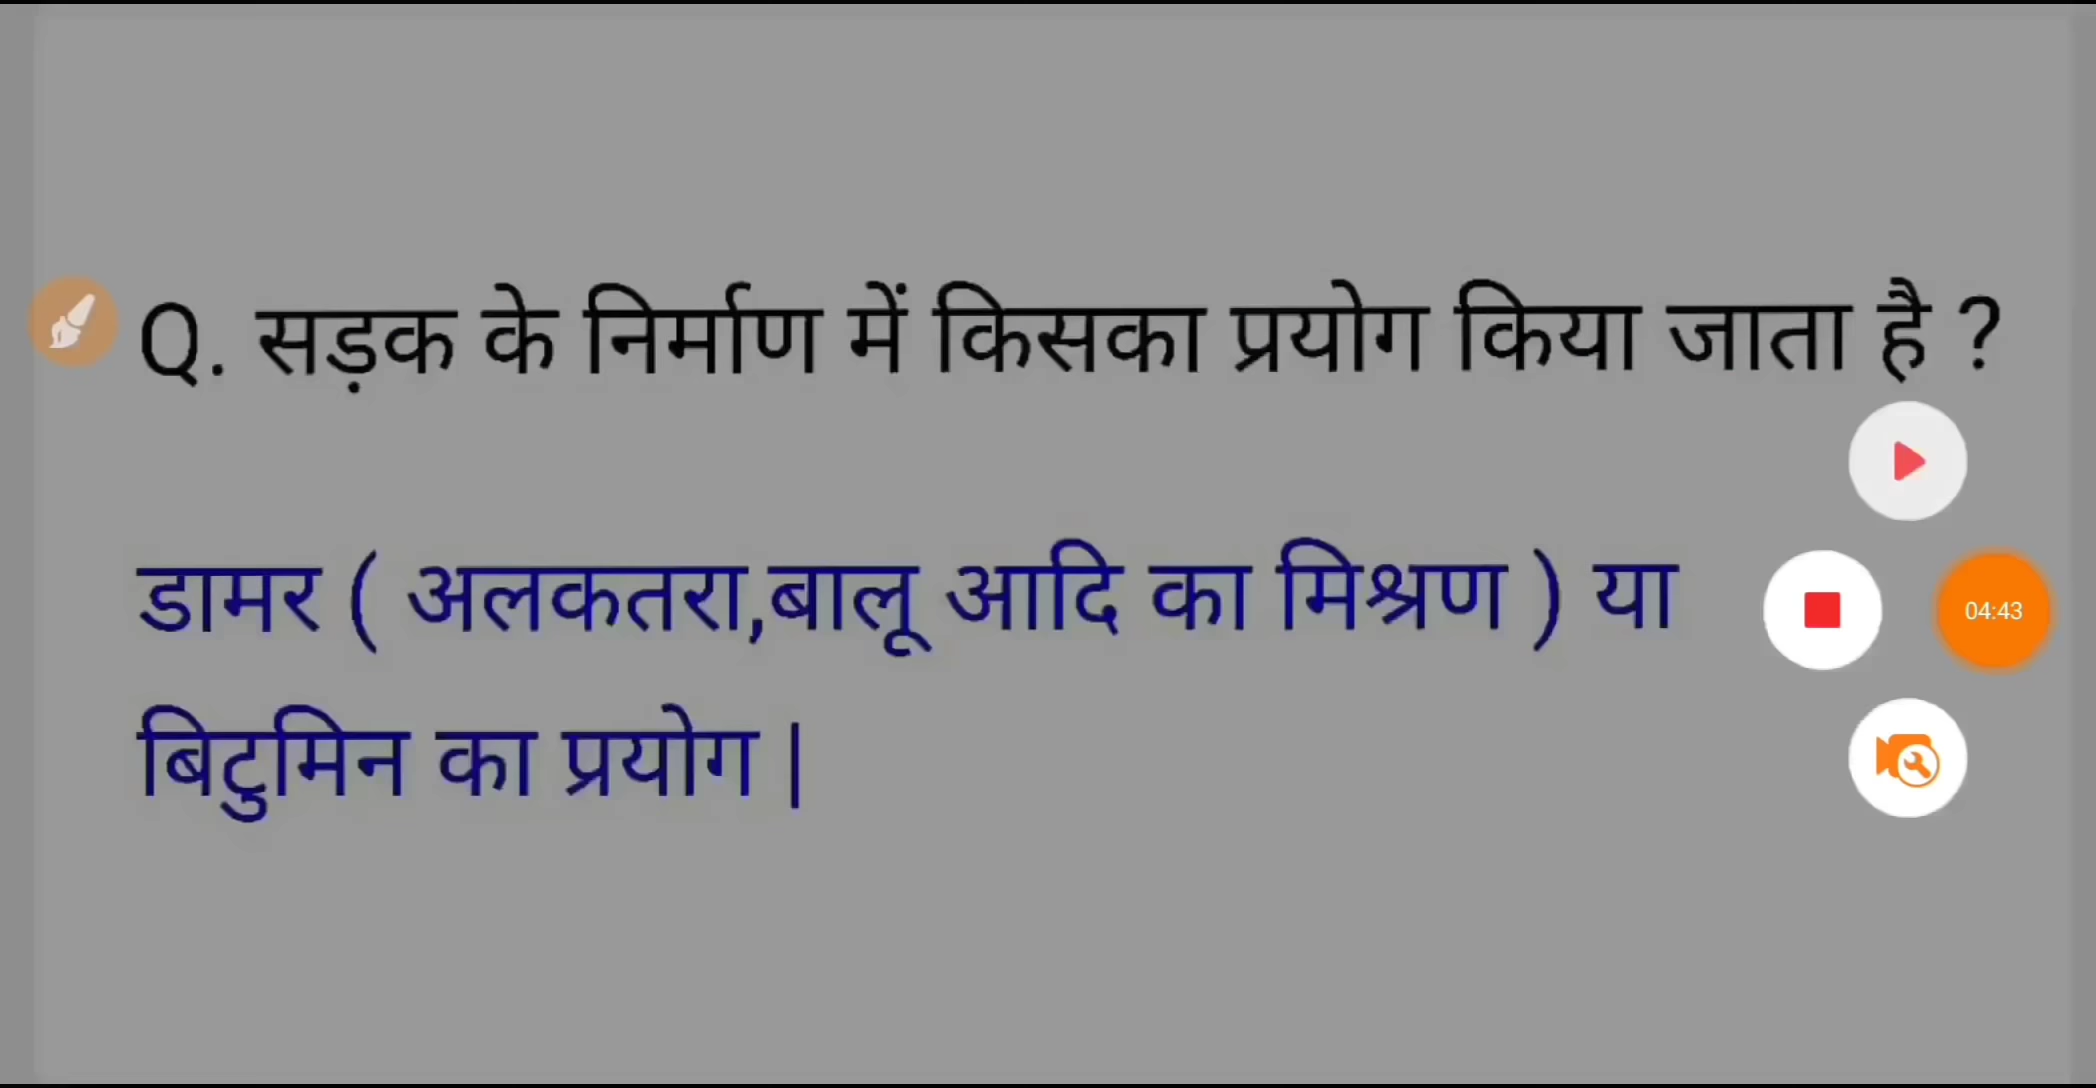 Q. सड़क के निर्माण में किसका प्रयोग किया जाता है ?
डामर ( अलकतरा,बालू आदि का मिश्रण ) या
04:43
बिटुमिन का प्रयोग |